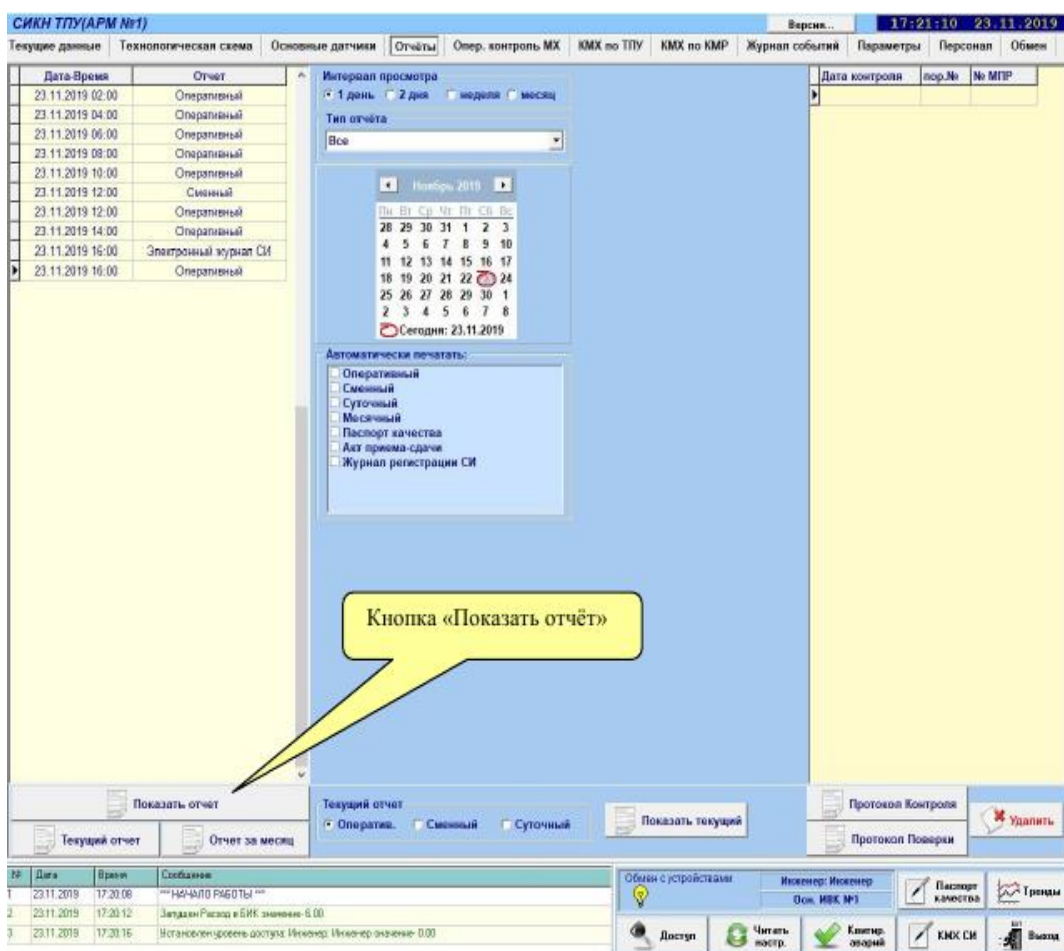 СИКН ТПУ(АРМ №1)
Версия...
17:21:10 23.11.2019
Текущие данные Технологическая схема Основные датчики Отчёты Опер. контроль МХ КМХ по ТПУ КМХ по КМР Журнал событий Параметры Персонал Обмен
Дата-Время Отчет
23.11.2019 02:00 Оперативный
23.11.2019 04:00 Оперативный
23.11.2019 06:00 Оперативный
23.11.2019 08:00 Оперативный
23.11.2019 10:00 Оперативный
23.11.2019 12:00 Сменный
23.11.2019 12:00 Оперативный
23.11.2019 14:00 Оперативный
23.11.2019 16:00 Электронный журнал СИ
23.11.2019 16:00 Оперативный
Интервал просмотра
1 день 2 дня неделя месяц
Тип отчёта
Все
Ноябрь 2019
Пн Вт Ср Чт Пт Сб Вс
28 29 30 31 1 2 3
4 5 6 7 8 9 10
11 12 13 14 15 16 17
18 19 20 21 22 23 24
25 26 27 28 29 30 1
2 3 4 5 6 7 8
Сегодня: 23.11.2019
Автоматически печатать:
Оперативный
Сменный
Суточный
Месячный
Паспорт качества
Акт приема-сдачи
Журнал регистрации СИ
Дата контроля пор.№ № МПР
Кнопка «Показать отчёт»
Показать отчет
Текущий отчет Отчет за месяц
Текущий отчет
Оператив. Сменный Суточный
Показать текущий
Протокол Контроля
Протокол Поверки
Удалить
№ Дата Время Сообщение
1 23.11.2019 17:20:08 *** НАЧАЛО РАБОТЫ ***
2 23.11.2019 17:20:12 Запущен Расход в БИК значение- 6.00
3 23.11.2019 17:20:16 Установлен уровень доступа: Инженер: Инженер значение- 0.00
Обмен с устройствами
Инженер: Инженер
Осн. ИВК №1
Паспорт качества
Тренды
Доступ
Читать настр.
Квитир. аварий
КМХ СИ
Выход